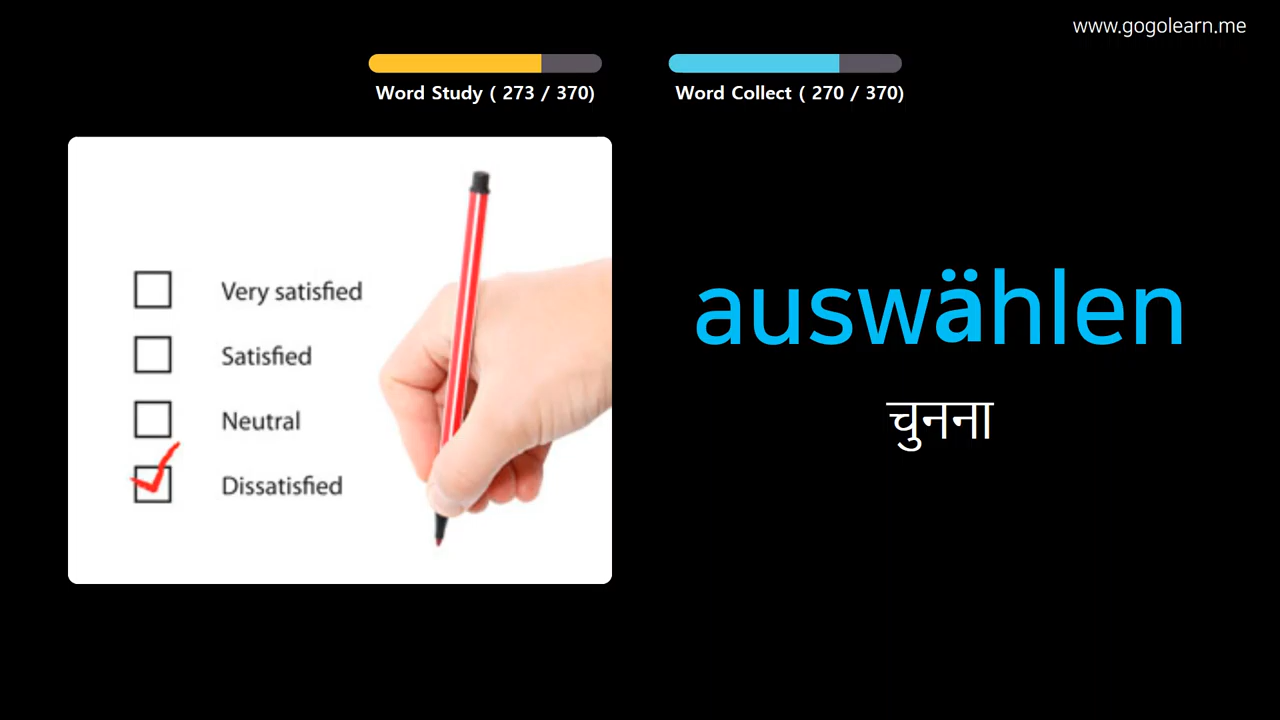 www.gogolearn.me
Word Study ( 273 / 370)
Word Collect ( 270 / 370)
Very satisfied
Satisfied
Neutral
Dissatisfied
auswählen
चुनना